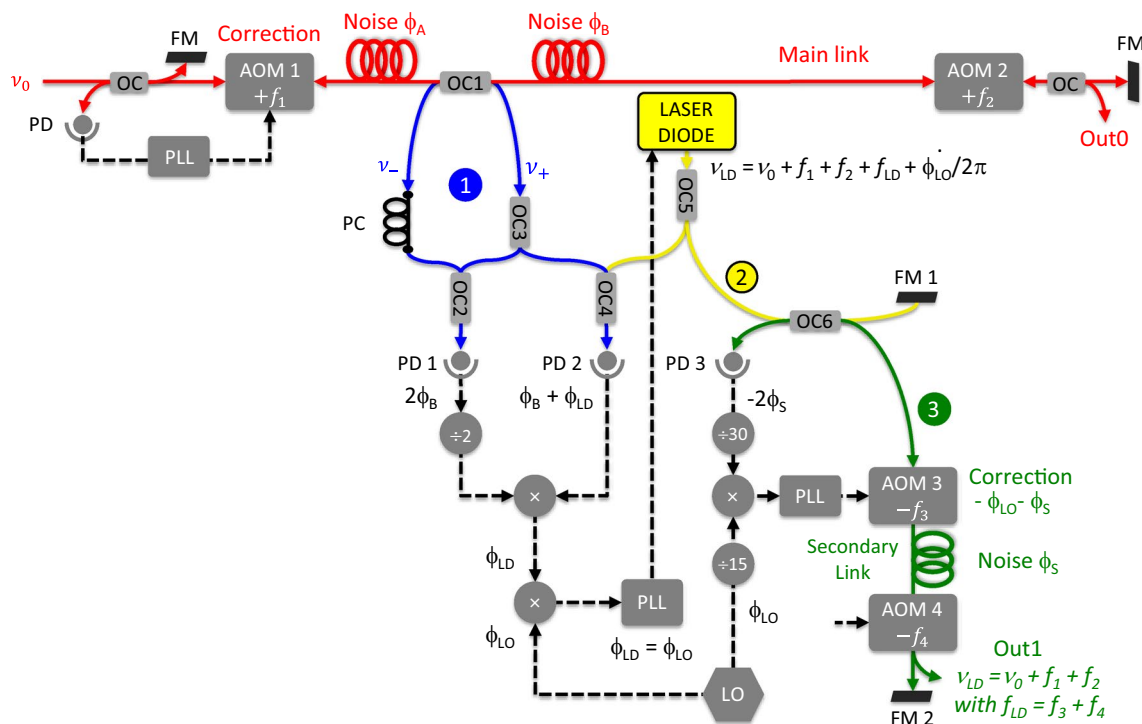 Noise ϕA
Noise ϕB
FM
Correction
FM
Main link
ν0
OC
AOM 1
+f1
OC1
AOM 2
+f2
OC
PD
PLL
LASER
DIODE
Out0
νLD = ν0 + f1 + f2 + fLD + ϕ̇LO/2π
ν−
1
ν+
OC5
PC
OC3
2
FM 1
OC2
OC4
OC6
PD 1
PD 2
PD 3
2ϕB
ϕB + ϕLD
-2ϕS
3
÷2
÷30
×
×
PLL
AOM 3
−f3
Correction
- ϕLO- ϕS
Secondary
Link
Noise ϕS
ϕLD
÷15
×
PLL
ϕLO
ϕLO
AOM 4
−f4
ϕLD = ϕLO
LO
Out1
νLD = ν0 + f1 + f2
with fLD = f3 + f4
FM 2